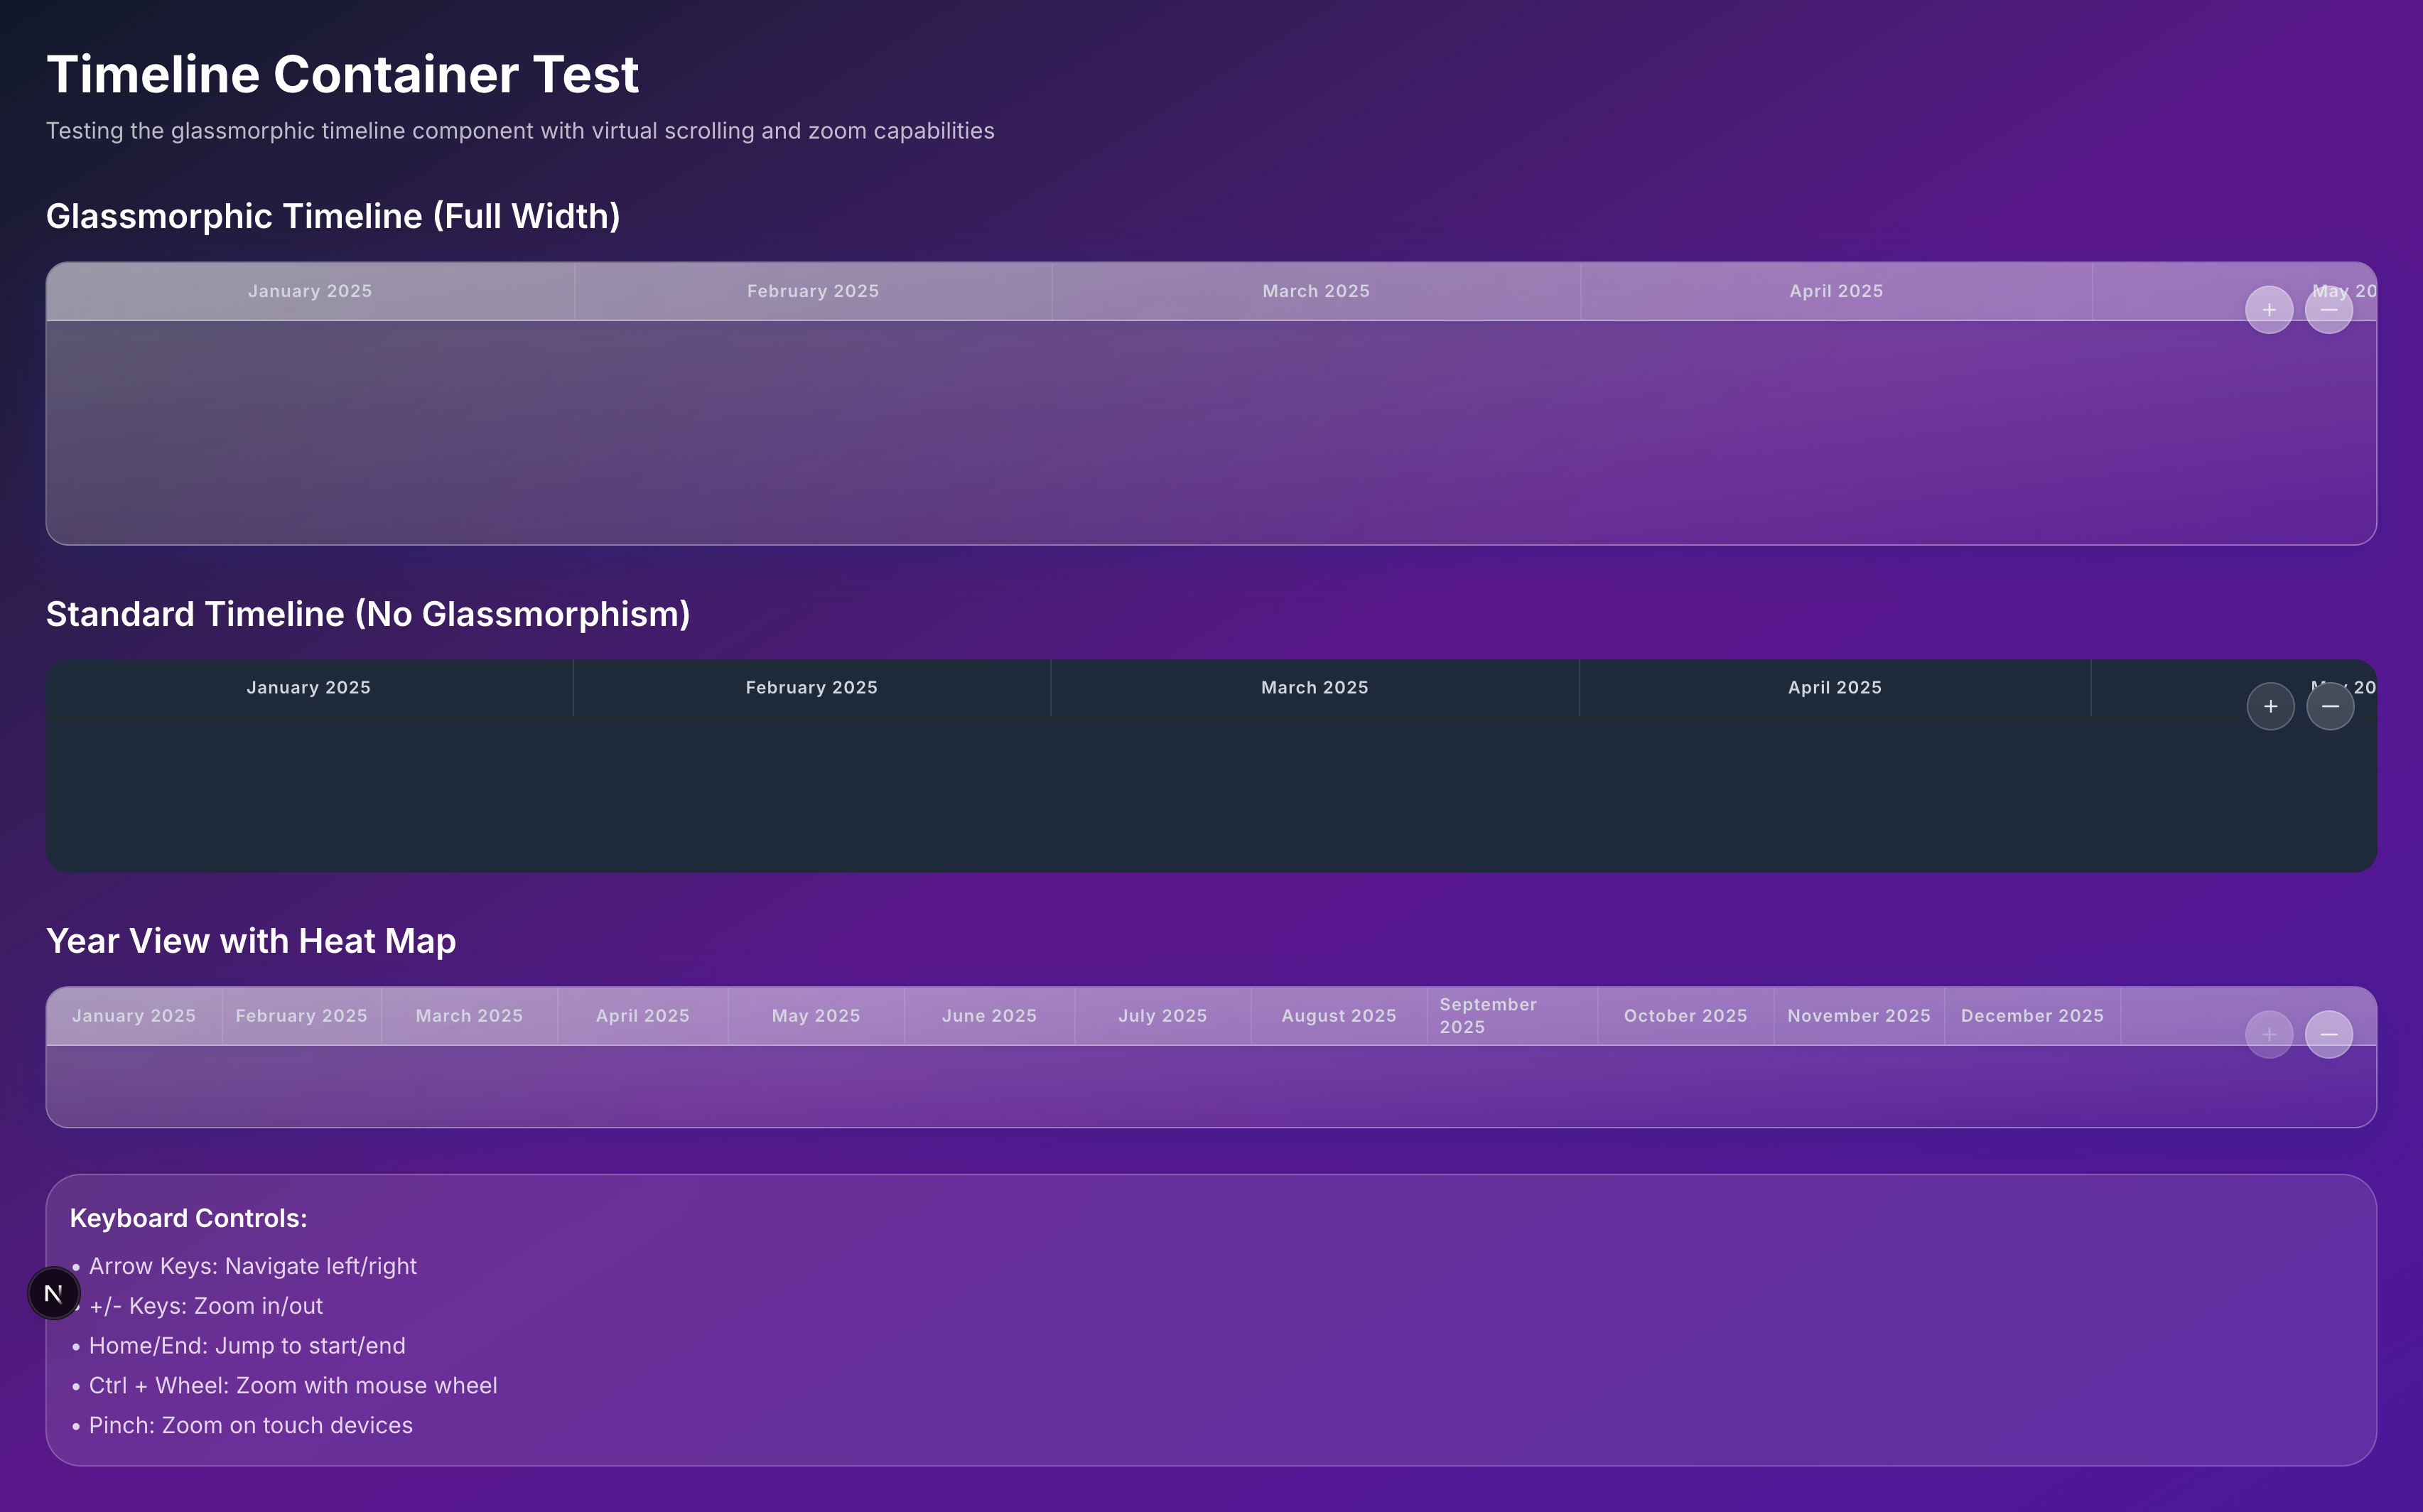 Timeline Container Test
Testing the glassmorphic timeline component with virtual scrolling and zoom capabilities
Glassmorphic Timeline (Full Width)
January 2025 February 2025 March 2025 April 2025 May 20
+ −
Standard Timeline (No Glassmorphism)
January 2025 February 2025 March 2025 April 2025 20
+ −
Year View with Heat Map
January 2025 February 2025 March 2025 April 2025 May 2025 June 2025 July 2025 August 2025 September 2025 October 2025 November 2025 December 2025
+ −
Keyboard Controls:
• Arrow Keys: Navigate left/right
• +/- Keys: Zoom in/out
• Home/End: Jump to start/end
• Ctrl + Wheel: Zoom with mouse wheel
• Pinch: Zoom on touch devices
N